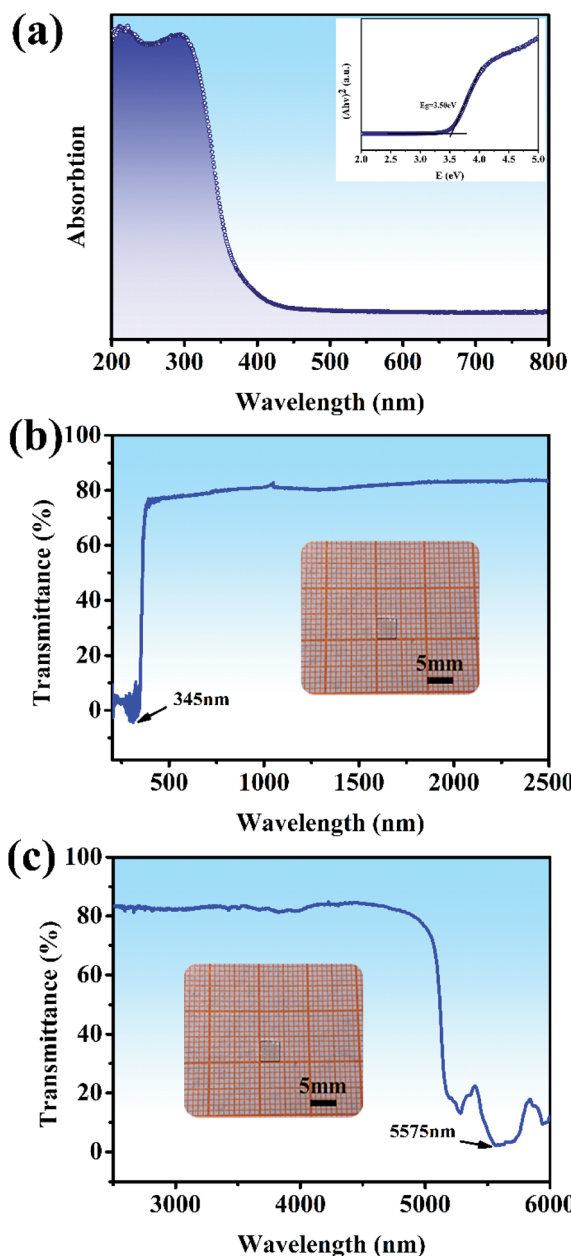 (a)
Absorbtion
(Ahν)2 (a.u.)
Eg=3.50eV
2.0 2.5 3.0 3.5 4.0 4.5 5.0
E (eV)
200 300 400 500 600 700 800
Wavelength (nm)
(b)
Transmittance (%)
100
80
60
40
20
0
345nm
5mm
500 1000 1500 2000 2500
Wavelength (nm)
(c)
Transmittance (%)
100
80
60
40
20
0
5mm
5575nm
3000 4000 5000 6000
Wavelength (nm)